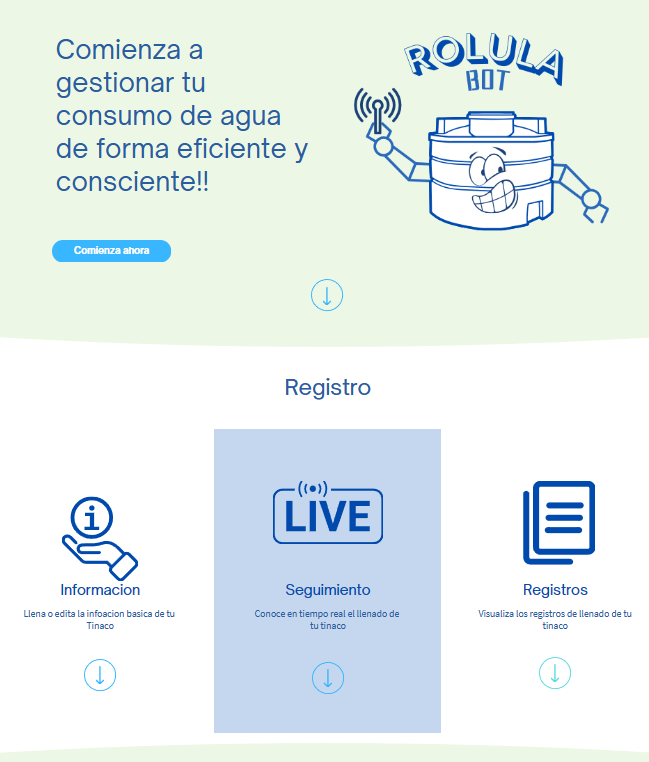 Comienza a
gestionar tu
consumo de agua
de forma eficiente y
consciente!!
ROLULA
BOT
Comienza ahora
Registro
i
LIVE
Informacion
Seguimiento
Registros
Llena o edita la infoacion basica de tu
Tinaco
Conoce en tiempo real el llenado de
tu tinaco
Visualiza los registros de llenado de tu
tinaco